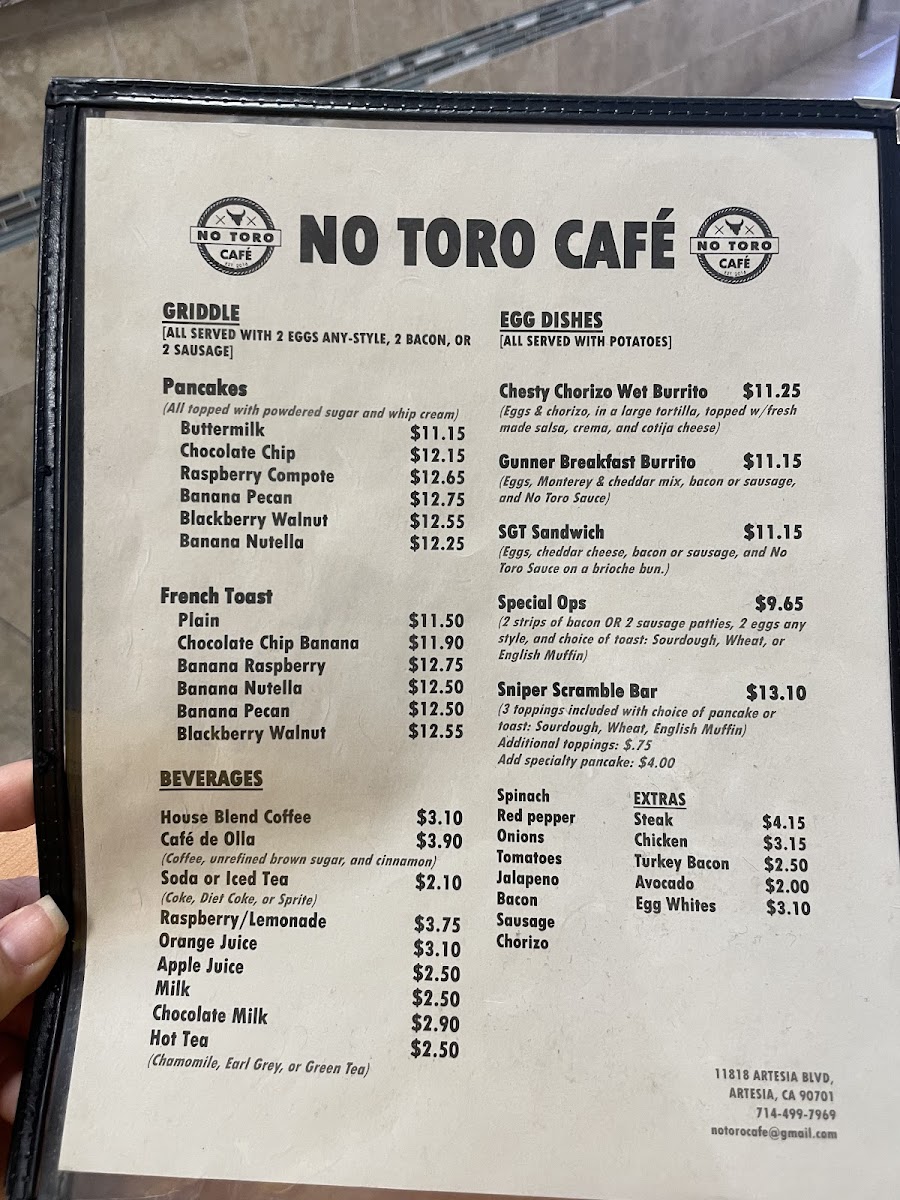 NO TORO
CAFÉ
EST 2018
NO TORO CAFÉ
NO TORO
CAFÉ
EST 2018
GRIDDLE
[ALL SERVED WITH 2 EGGS ANY-STYLE, 2 BACON, OR
2 SAUSAGE]
Pancakes
(All topped with powdered sugar and whip cream)
Buttermilk $11.15
Chocolate Chip $12.15
Raspberry Compote $12.65
Banana Pecan $12.75
Blackberry Walnut $12.55
Banana Nutella $12.25
French Toast
Plain $11.50
Chocolate Chip Banana $11.90
Banana Raspberry $12.75
Banana Nutella $12.50
Banana Pecan $12.50
Blackberry Walnut $12.55
BEVERAGES
House Blend Coffee $3.10
Café de Olla $3.90
(Coffee, unrefined brown sugar, and cinnamon)
Soda or Iced Tea $2.10
(Coke, Diet Coke, or Sprite)
Raspberry/Lemonade $3.75
Orange Juice $3.10
Apple Juice $2.50
Milk $2.50
Chocolate Milk $2.90
Hot Tea $2.50
(Chamomile, Earl Grey, or Green Tea)
EGG DISHES
[ALL SERVED WITH POTATOES]
Chesty Chorizo Wet Burrito $11.25
(Eggs & chorizo, in a large tortilla, topped w/fresh
made salsa, crema, and cotija cheese)
Gunner Breakfast Burrito $11.15
(Eggs, Monterey & cheddar mix, bacon or sausage,
and No Toro Sauce)
SGT Sandwich $11.15
(Eggs, cheddar cheese, bacon or sausage, and No
Toro Sauce on a brioche bun.)
Special Ops $9.65
(2 strips of bacon OR 2 sausage patties, 2 eggs any
style, and choice of toast: Sourdough, Wheat, or
English Muffin)
Sniper Scramble Bar $13.10
(3 toppings included with choice of pancake or
toast: Sourdough, Wheat, English Muffin)
Additional toppings: $.75
Add specialty pancake: $4.00
Spinach
Red pepper
Onions
Tomatoes
Jalapeno
Bacon
Sausage
Chorizo
EXTRAS
Steak $4.15
Chicken $3.15
Turkey Bacon $2.50
Avocado $2.00
Egg Whites $3.10
11818 ARTESIA BLVD,
ARTESIA, CA 90701
714-499-7969
notorocafe@gmail.com